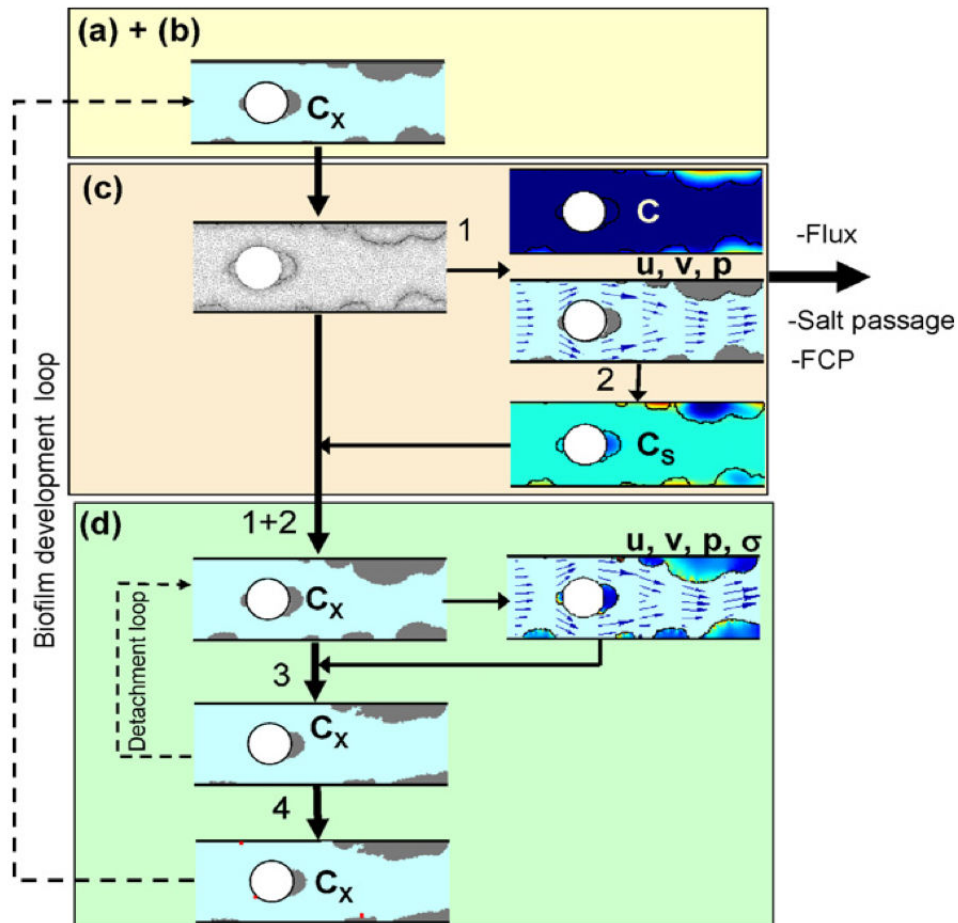 (a) + (b)
Cx
(c)
1
C
u, v, p
-Flux
-Salt passage
-FCP
2
Cs
Biofilm development loop
(d)
1+2
u, v, p, σ
Cx
Detachment loop
3
Cx
4
Cx